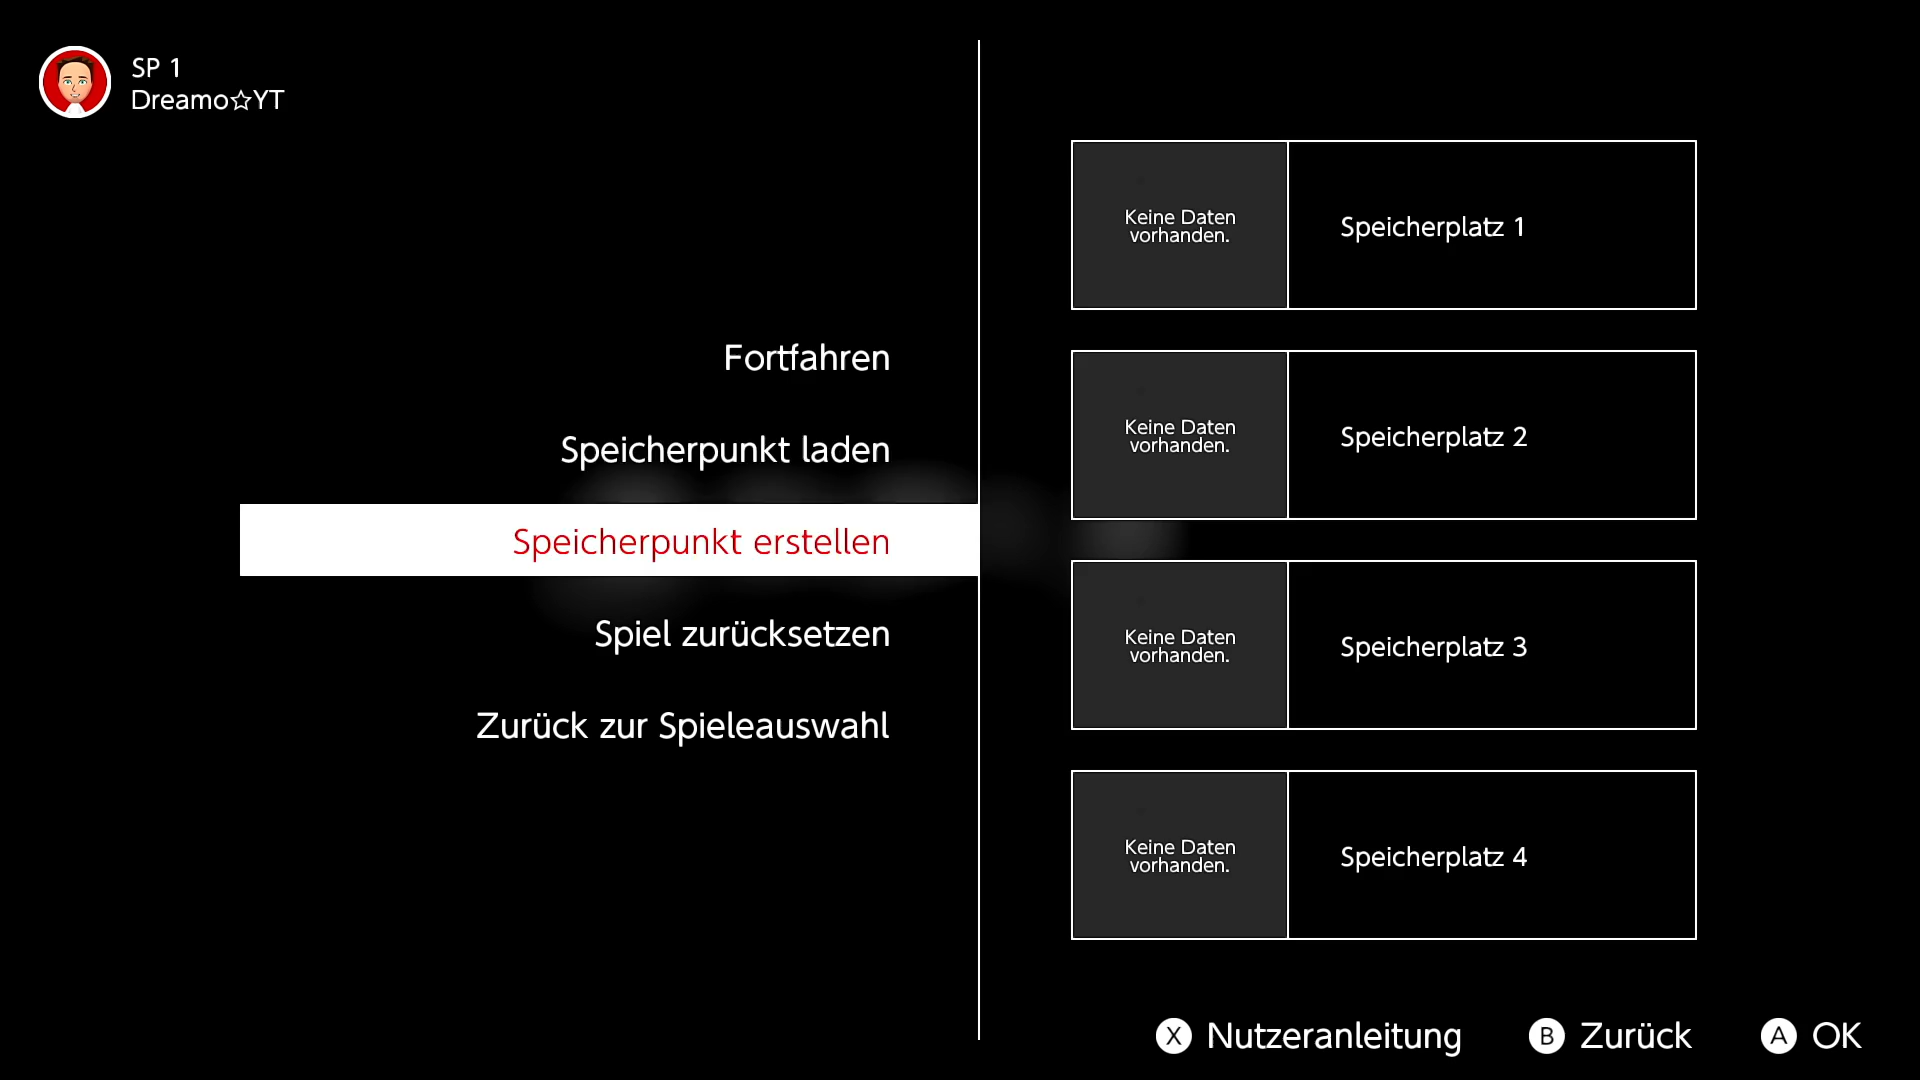 SP 1
Dreamo☆YT
Fortfahren
Speicherpunkt laden
Speicherpunkt erstellen
Spiel zurücksetzen
Zurück zur Spieleauswahl
Keine Daten
vorhanden.
Speicherplatz 1
Keine Daten
vorhanden.
Speicherplatz 2
Keine Daten
vorhanden.
Speicherplatz 3
Keine Daten
vorhanden.
Speicherplatz 4
X Nutzeranleitung B Zurück A OK